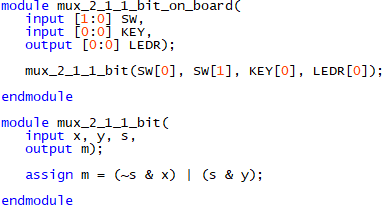 module mux_2_1_1_bit_on_board(
input [1:0] SW,
input [0:0] KEY,
output [0:0] LEDR);
mux_2_1_1_bit(SW[0], SW[1], KEY[0], LEDR[0]);
endmodule
module mux_2_1_1_bit(
input x, y, s,
output m);
assign m = (~s & x) | (s & y);
endmodule